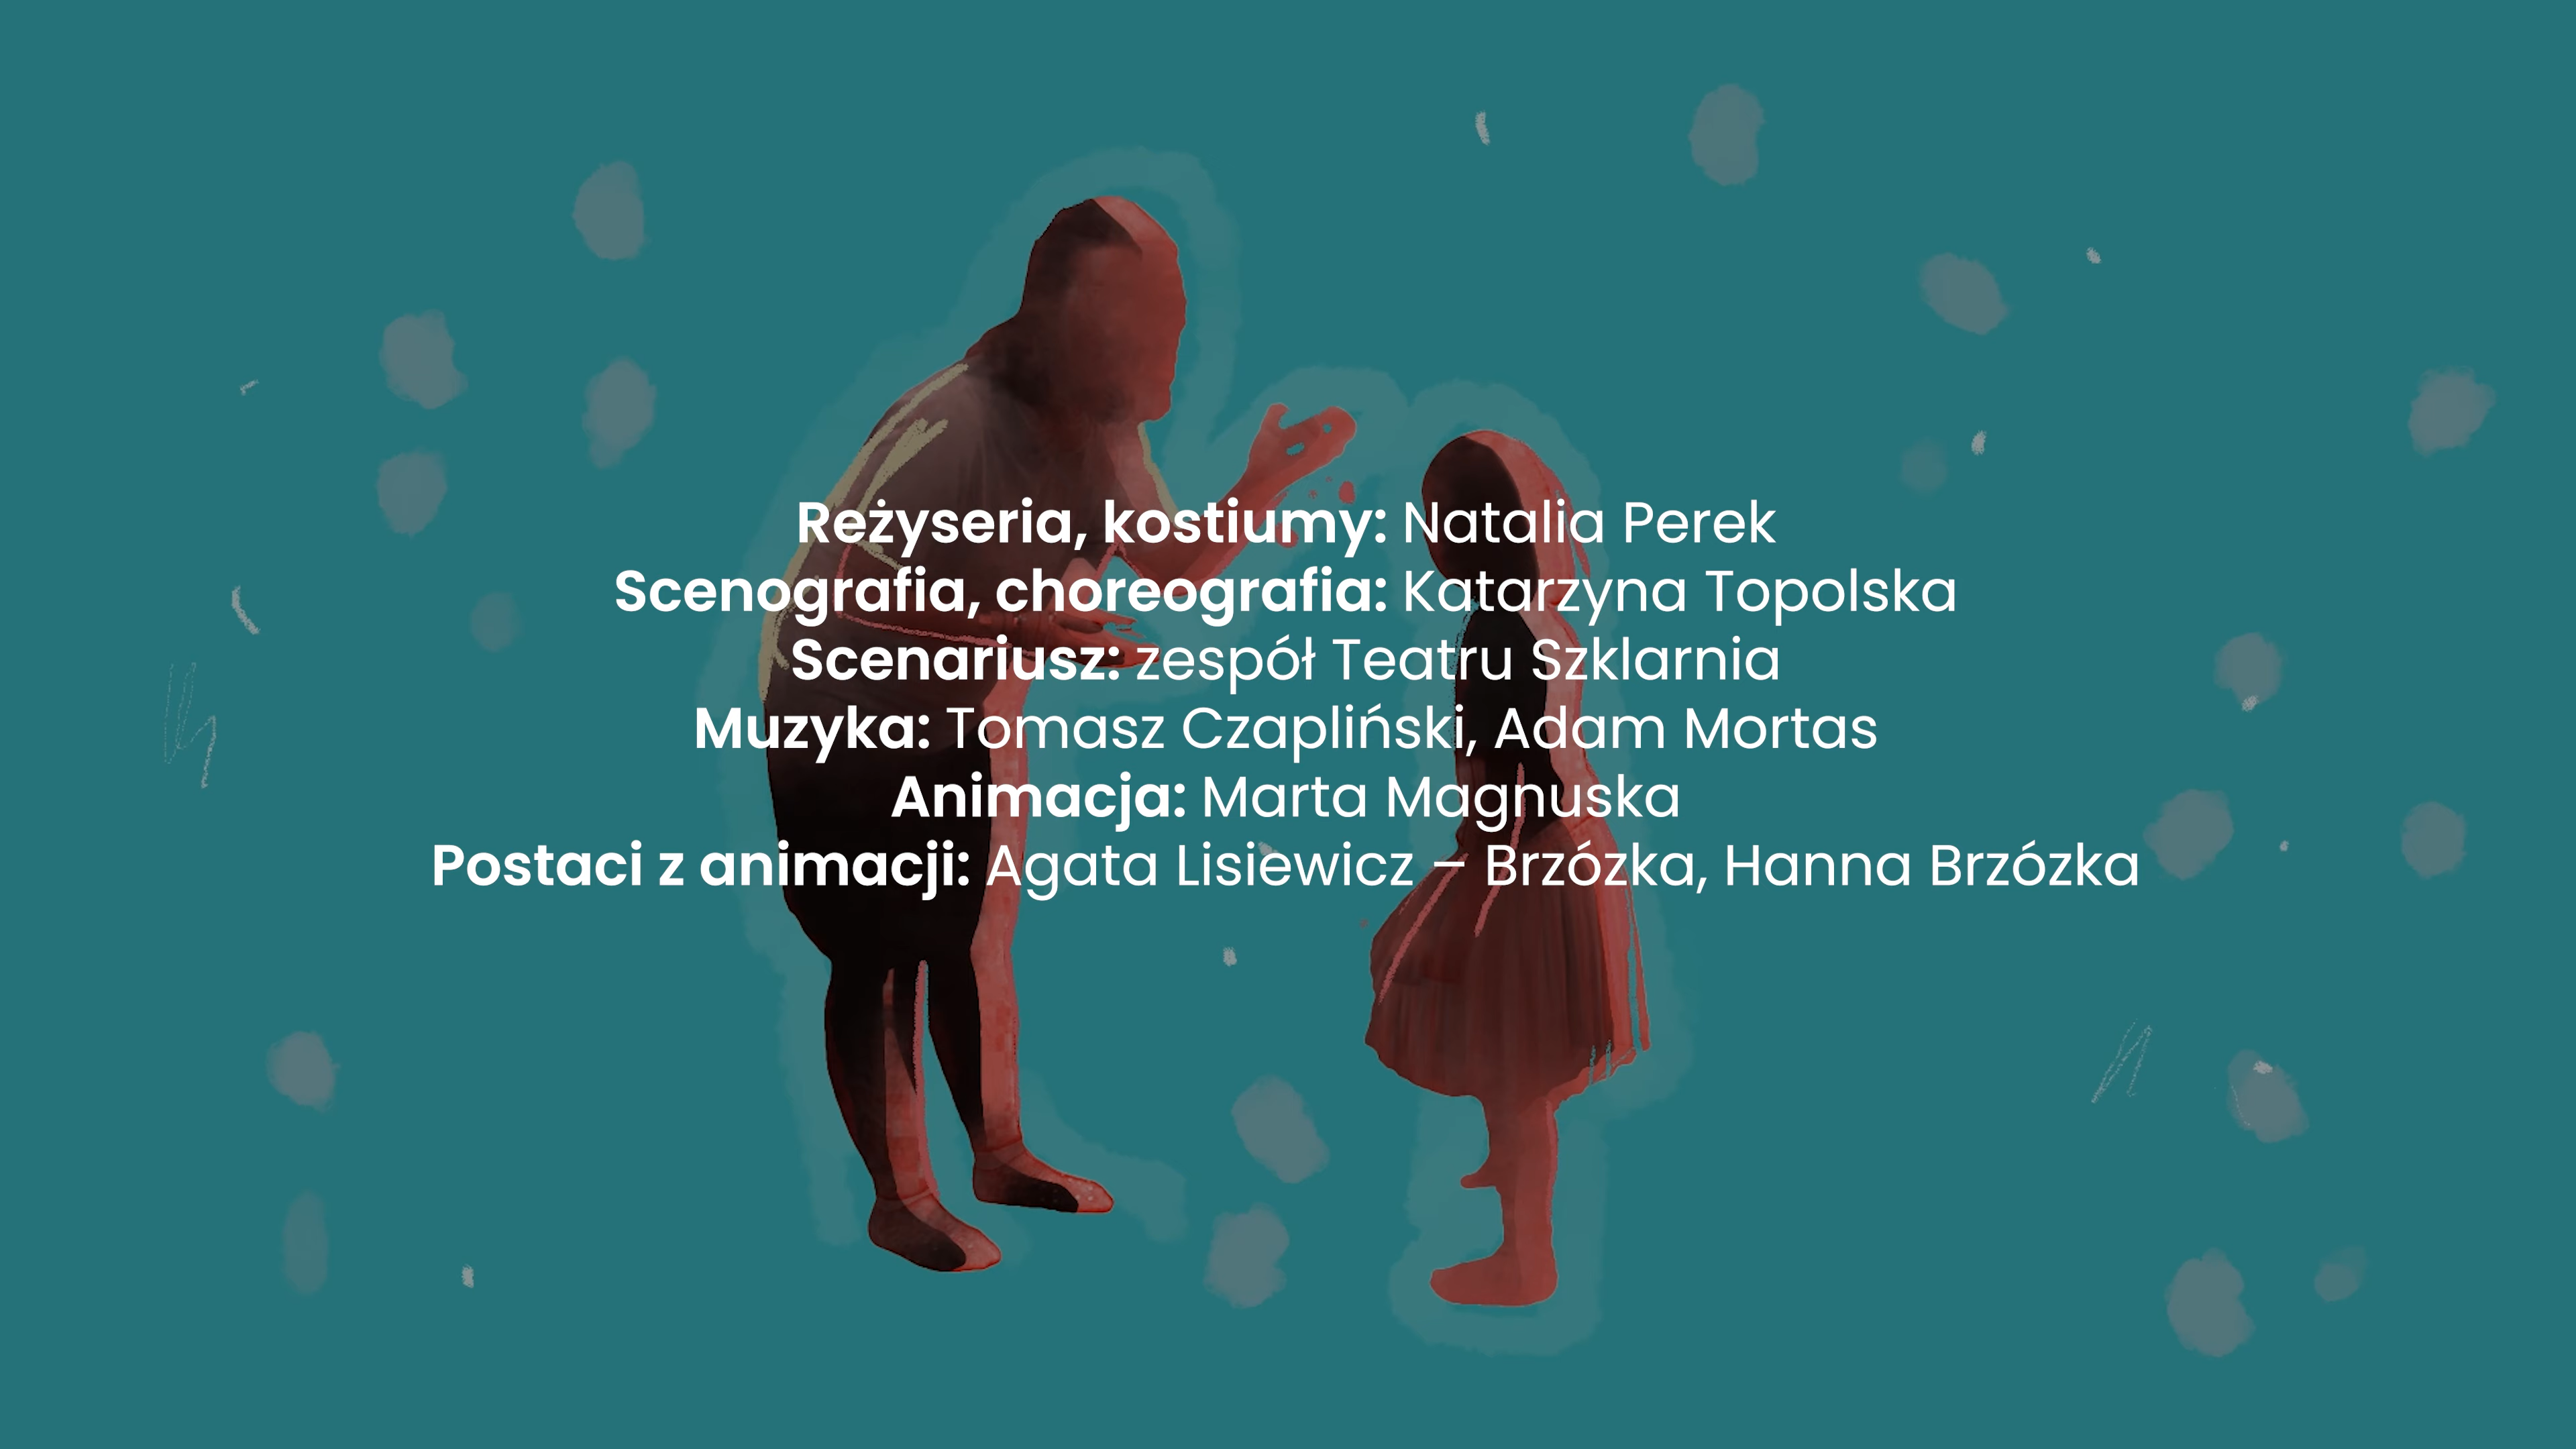 Reżyseria, kostiumy: Natalia Perek
Scenografia, choreografia: Katarzyna Topolska
Scenariusz: zespół Teatru Szklarnia
Muzyka: Tomasz Czapliński, Adam Mortas
Animacja: Marta Magnuska
Postaci z animacji: Agata Lisiewicz – Brzózka, Hanna Brzózka